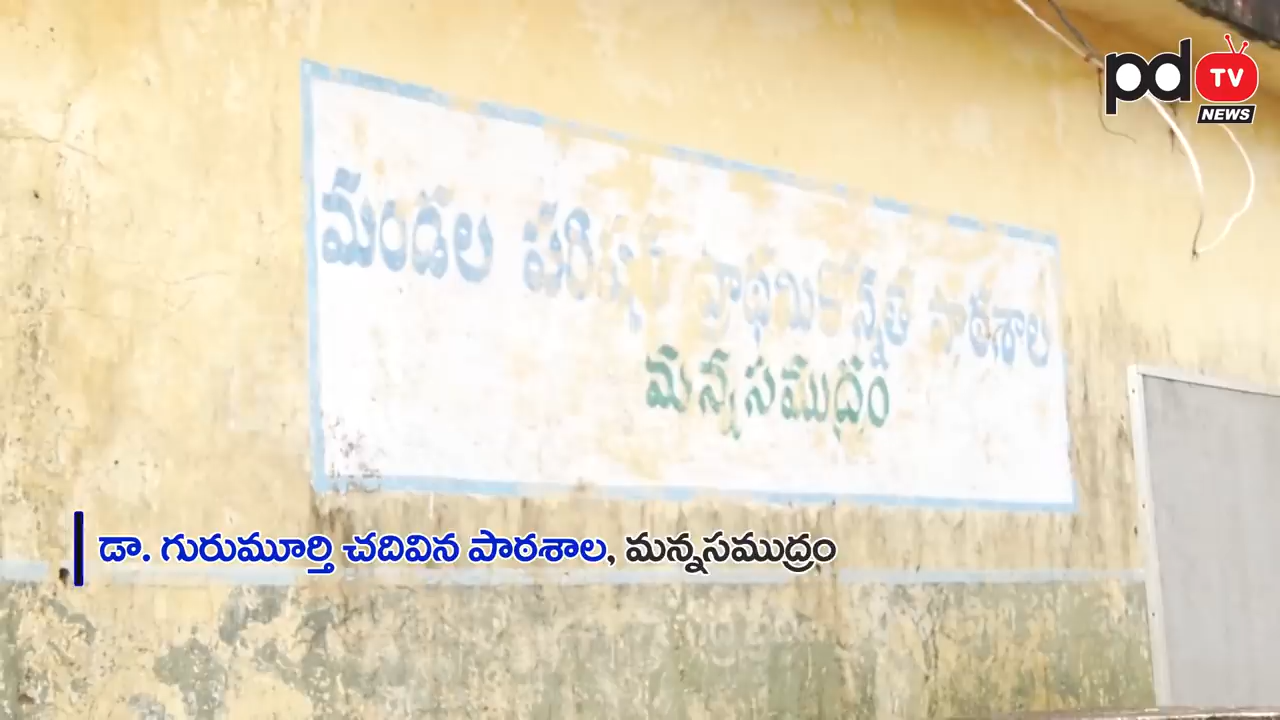 pd TV
NEWS
మండల పరిషత్ ప్రాథమికోన్నత పాఠశాల
మన్నసముద్రం
డా. గురుమూర్తి చదివిన పాఠశాల, మన్నసముద్రం